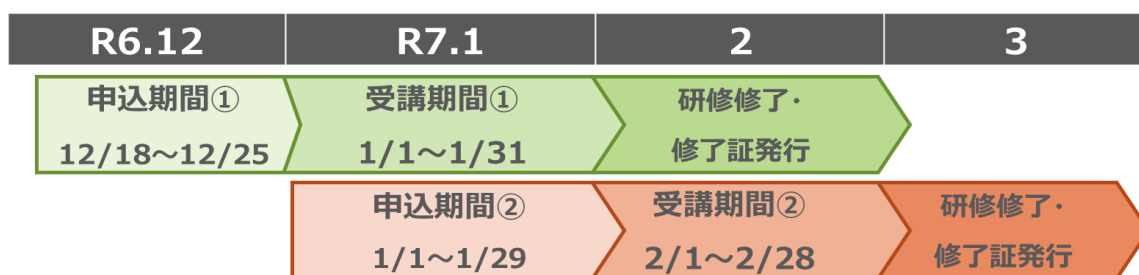 R6.12 R7.1 2 3
申込期間① 受講期間① 研修修了・
12/18～12/25 1/1～1/31 修了証発行
申込期間② 受講期間② 研修修了・
1/1～1/29 2/1～2/28 修了証発行